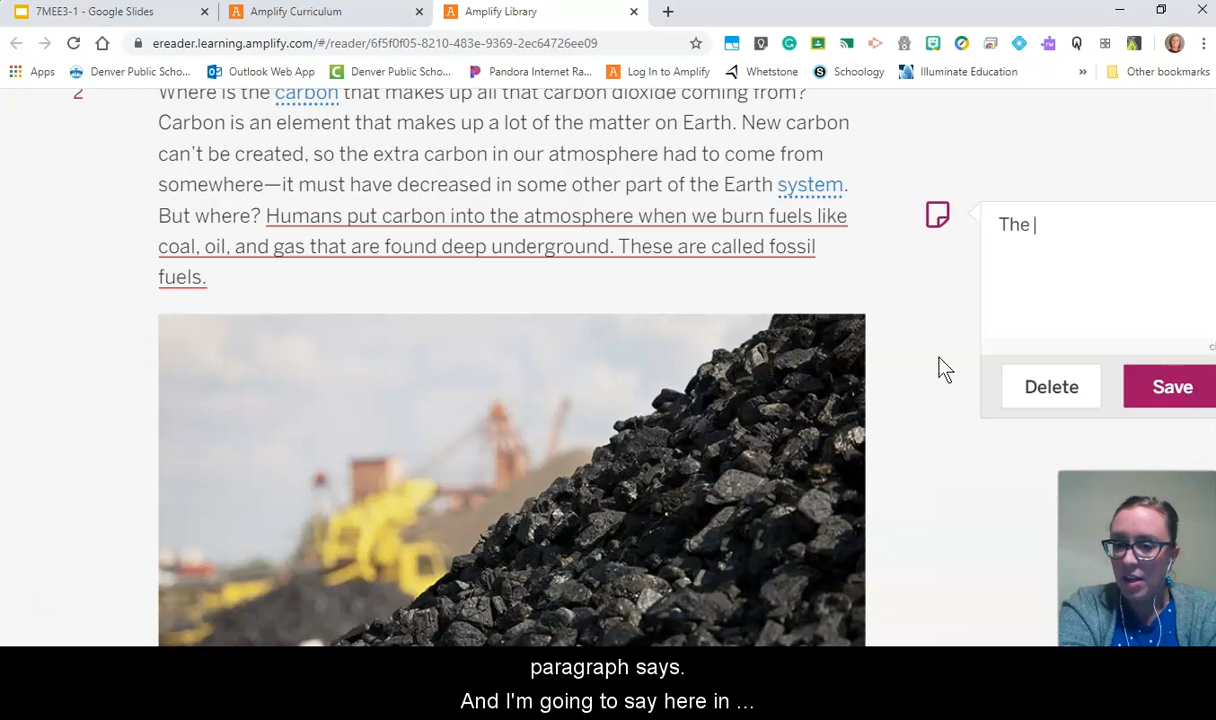 7MEE3-1 - Google Slides
Amplify Curriculum
Amplify Library
ereader.learning.amplify.com/#/reader/6f5f0f05-8210-483e-9369-2ec64726ee09
Apps
Denver Public Scho...
Outlook Web App
Denver Public Scho...
Pandora Internet Ra...
Log In to Amplify
Whetstone
Schoology
Illuminate Education
»
Other bookmarks
2
Where is the carbon that makes up all that carbon dioxide coming from?
Carbon is an element that makes up a lot of the matter on Earth. New carbon
can't be created, so the extra carbon in our atmosphere had to come from
somewhere—it must have decreased in some other part of the Earth system.
But where? Humans put carbon into the atmosphere when we burn fuels like
coal, oil, and gas that are found deep underground. These are called fossil
fuels.
The
Delete
Save
paragraph says.
And I'm going to say here in ...